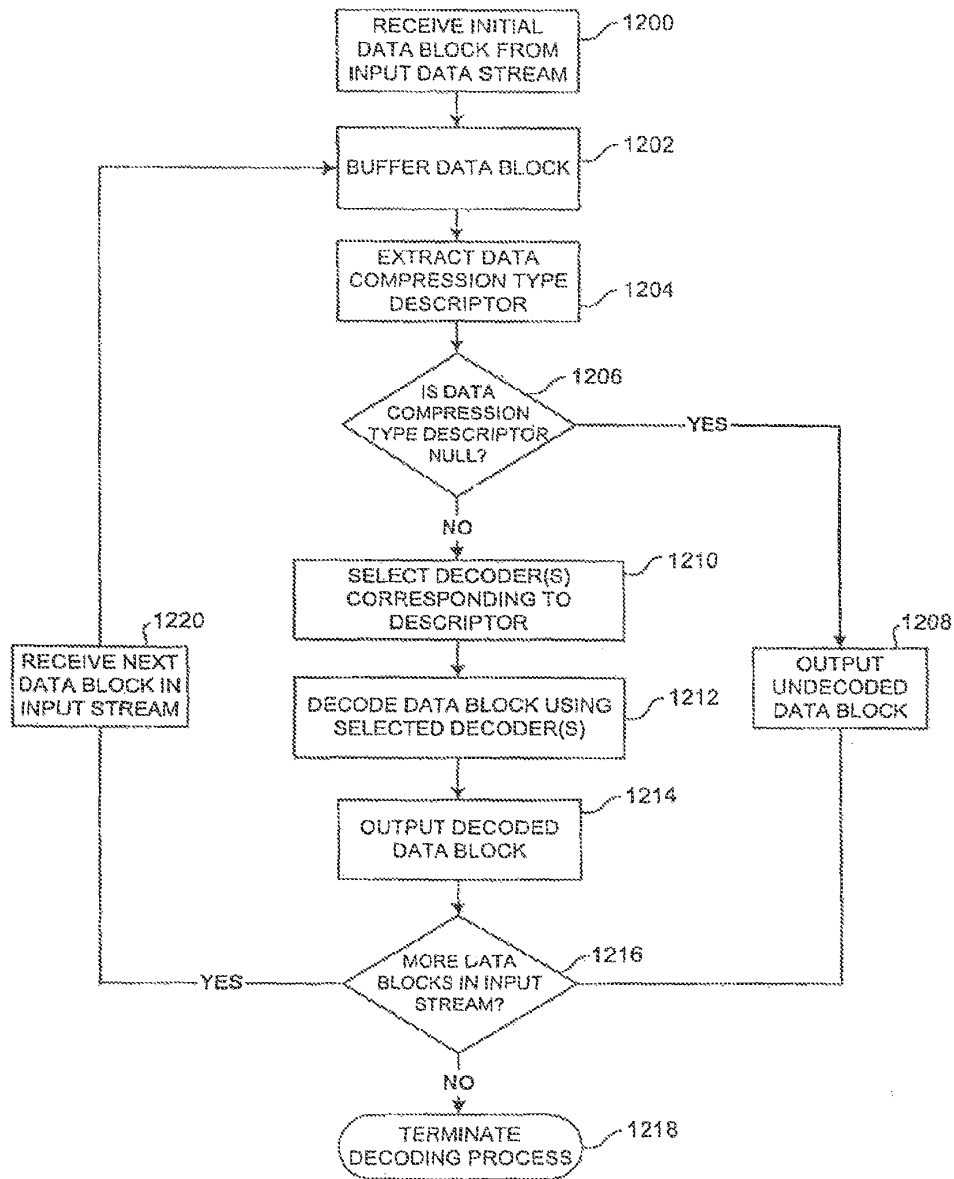 RECEIVE INITIAL
DATA BLOCK FROM
INPUT DATA STREAM
1200
BUFFER DATA BLOCK
1202
EXTRACT DATA
COMPRESSION TYPE
DESCRIPTOR
1204
IS DATA
COMPRESSION
TYPE DESCRIPTOR
NULL?
1206
YES
NO
SELECT DECODER(S)
CORRESPONDING TO
DESCRIPTOR
1210
1220
RECEIVE NEXT
DATA BLOCK IN
INPUT STREAM
DECODE DATA BLOCK USING
SELECTED DECODER(S)
1212
1208
OUTPUT
UNDECODED
DATA BLOCK
OUTPUT DECODED
DATA BLOCK
1214
MORE DATA
BLOCKS IN INPUT
STREAM?
1216
YES
NO
TERMINATE
DECODING PROCESS
1218